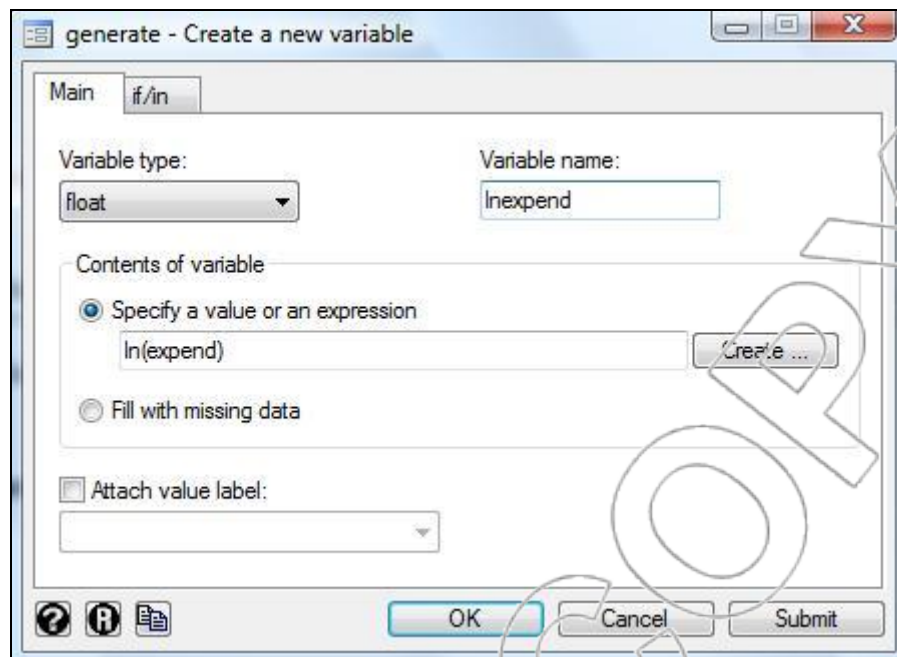 generate - Create a new variable
Main if/in
Variable type: Variable name:
float lnexpend
Contents of variable
Specify a value or an expression
ln(expend) Create ...
Fill with missing data
Attach value label:
OK Cancel Submit
COPY